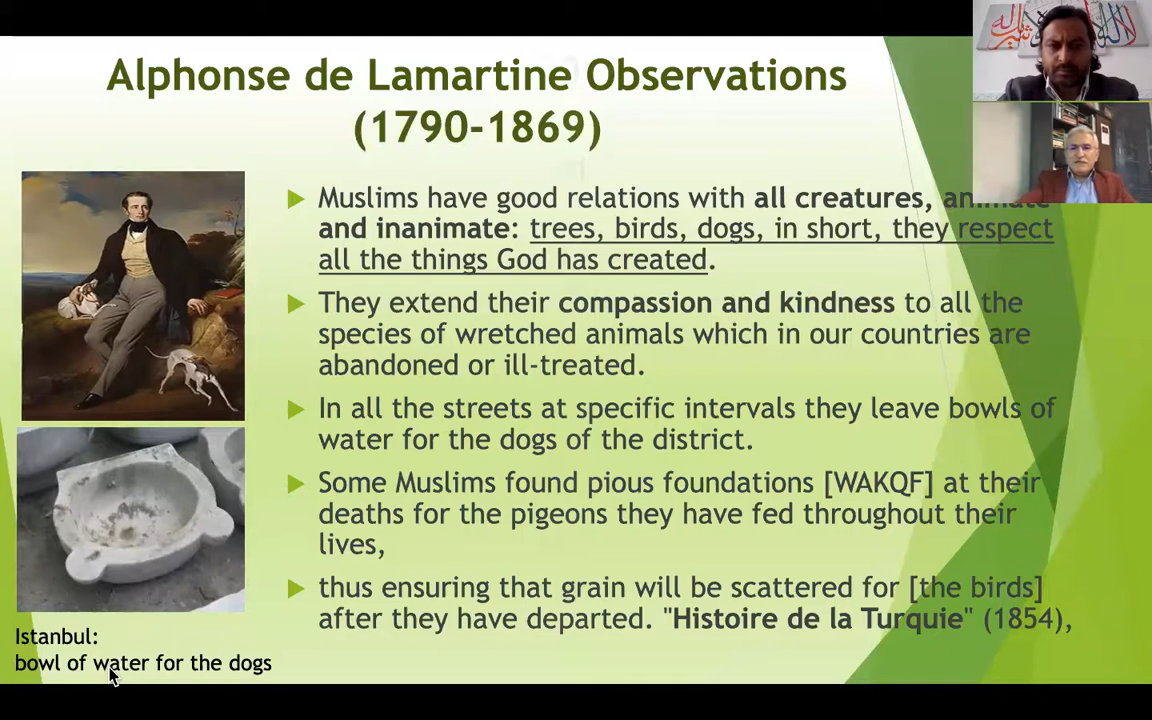 Alphonse de Lamartine Observations
(1790-1869)
Muslims have good relations with all creatures,
and inanimate: trees, birds, dogs, in short, they respect
all the things God has created.
They extend their compassion and kindness to all the
species of wretched animals which in our countries are
abandoned or ill-treated.
In all the streets at specific intervals they leave bowls of
water for the dogs of the district.
Some Muslims found pious foundations [WAKQF] at their
deaths for the pigeons they have fed throughout their
lives,
thus ensuring that grain will be scattered for [the birds]
after they have departed. "Histoire de la Turquie" (1854),
Istanbul:
bowl of water for the dogs